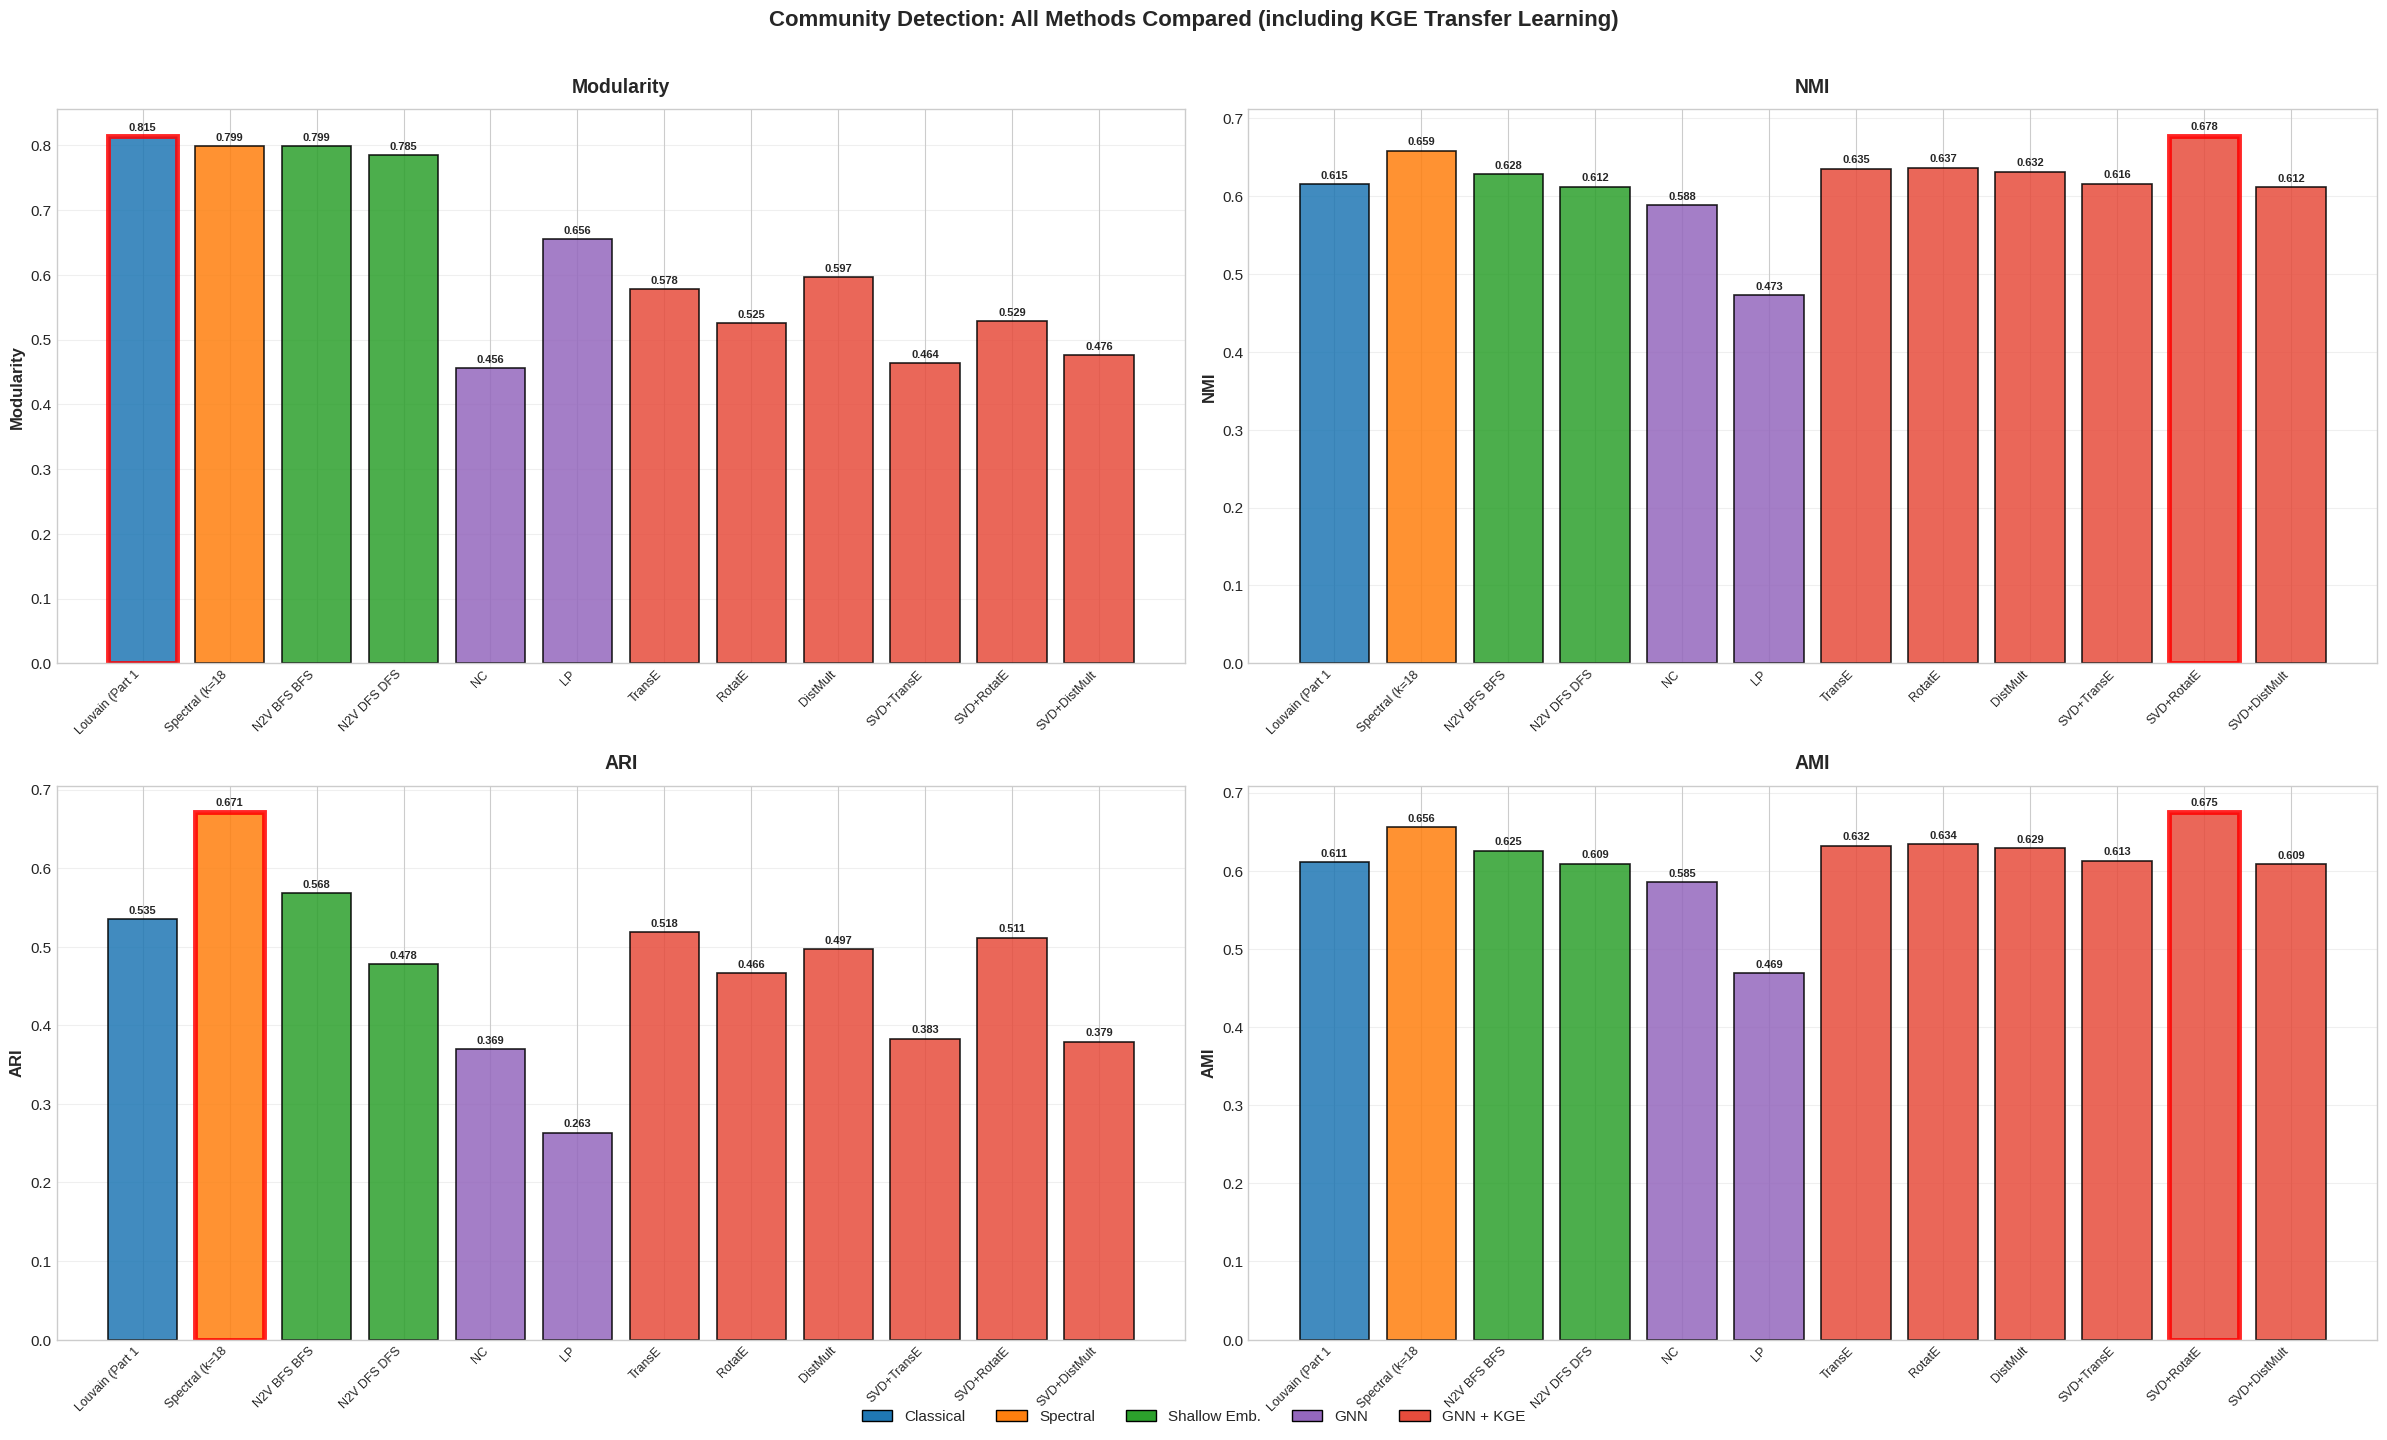 Community Detection: All Methods Compared (including KGE Transfer Learning)
Modularity
Modularity
0.0
0.1
0.2
0.3
0.4
0.5
0.6
0.7
0.8
0.815
0.799
0.799
0.785
0.456
0.656
0.578
0.525
0.597
0.464
0.529
0.476
Louvain (Part 1
Spectral (k=18
N2V BFS BFS
N2V DFS DFS
NC
LP
TransE
RotatE
DistMult
SVD+TransE
SVD+RotatE
SVD+DistMult
NMI
NMI
0.0
0.1
0.2
0.3
0.4
0.5
0.6
0.7
0.615
0.659
0.628
0.612
0.588
0.473
0.635
0.637
0.632
0.616
0.678
0.612
Louvain (Part 1
Spectral (k=18
N2V BFS BFS
N2V DFS DFS
NC
LP
TransE
RotatE
DistMult
SVD+TransE
SVD+RotatE
SVD+DistMult
ARI
ARI
0.0
0.1
0.2
0.3
0.4
0.5
0.6
0.7
0.535
0.671
0.568
0.478
0.369
0.263
0.518
0.466
0.497
0.383
0.511
0.379
Louvain (Part 1
Spectral (k=18
N2V BFS BFS
N2V DFS DFS
NC
LP
TransE
RotatE
DistMult
SVD+TransE
SVD+RotatE
SVD+DistMult
AMI
AMI
0.0
0.1
0.2
0.3
0.4
0.5
0.6
0.7
0.611
0.656
0.625
0.609
0.585
0.469
0.632
0.634
0.629
0.613
0.675
0.609
Louvain (Part 1
Spectral (k=18
N2V BFS BFS
N2V DFS DFS
NC
LP
TransE
RotatE
DistMult
SVD+TransE
SVD+RotatE
SVD+DistMult
Classical
Spectral
Shallow Emb.
GNN
GNN + KGE